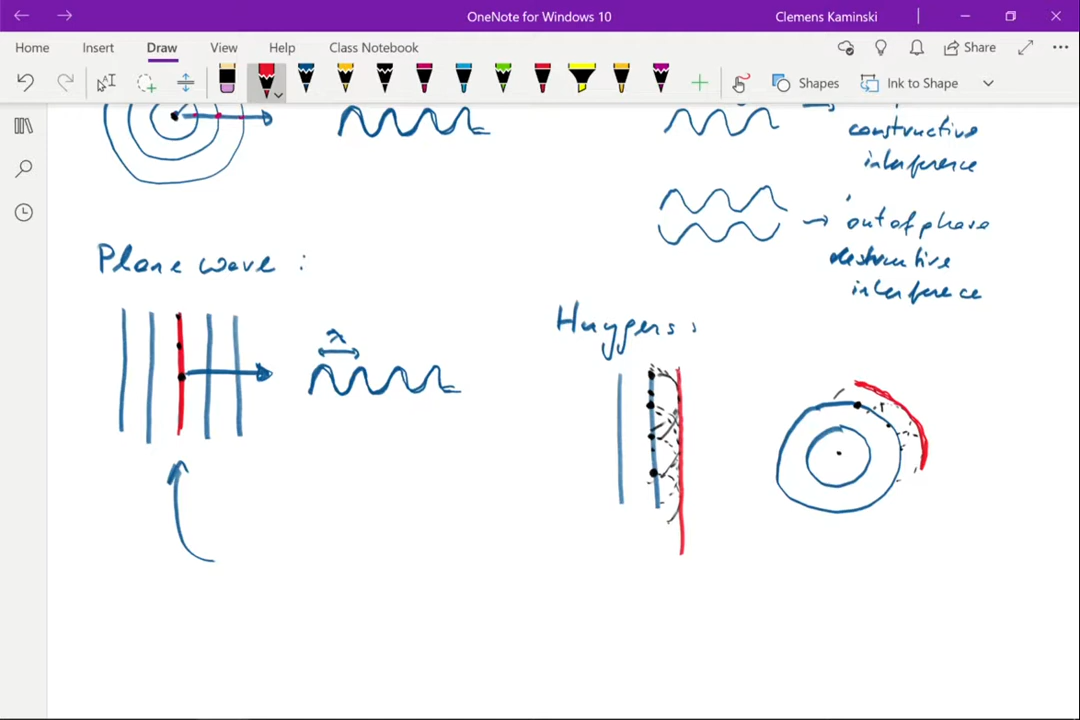 OneNote for Windows 10
Clemens Kaminski
Home Insert Draw View Help Class Notebook
Share
Shapes
Ink to Shape
constructive
interference
out of phase
destructive
interference
Plane wave :
λ
Huygens :